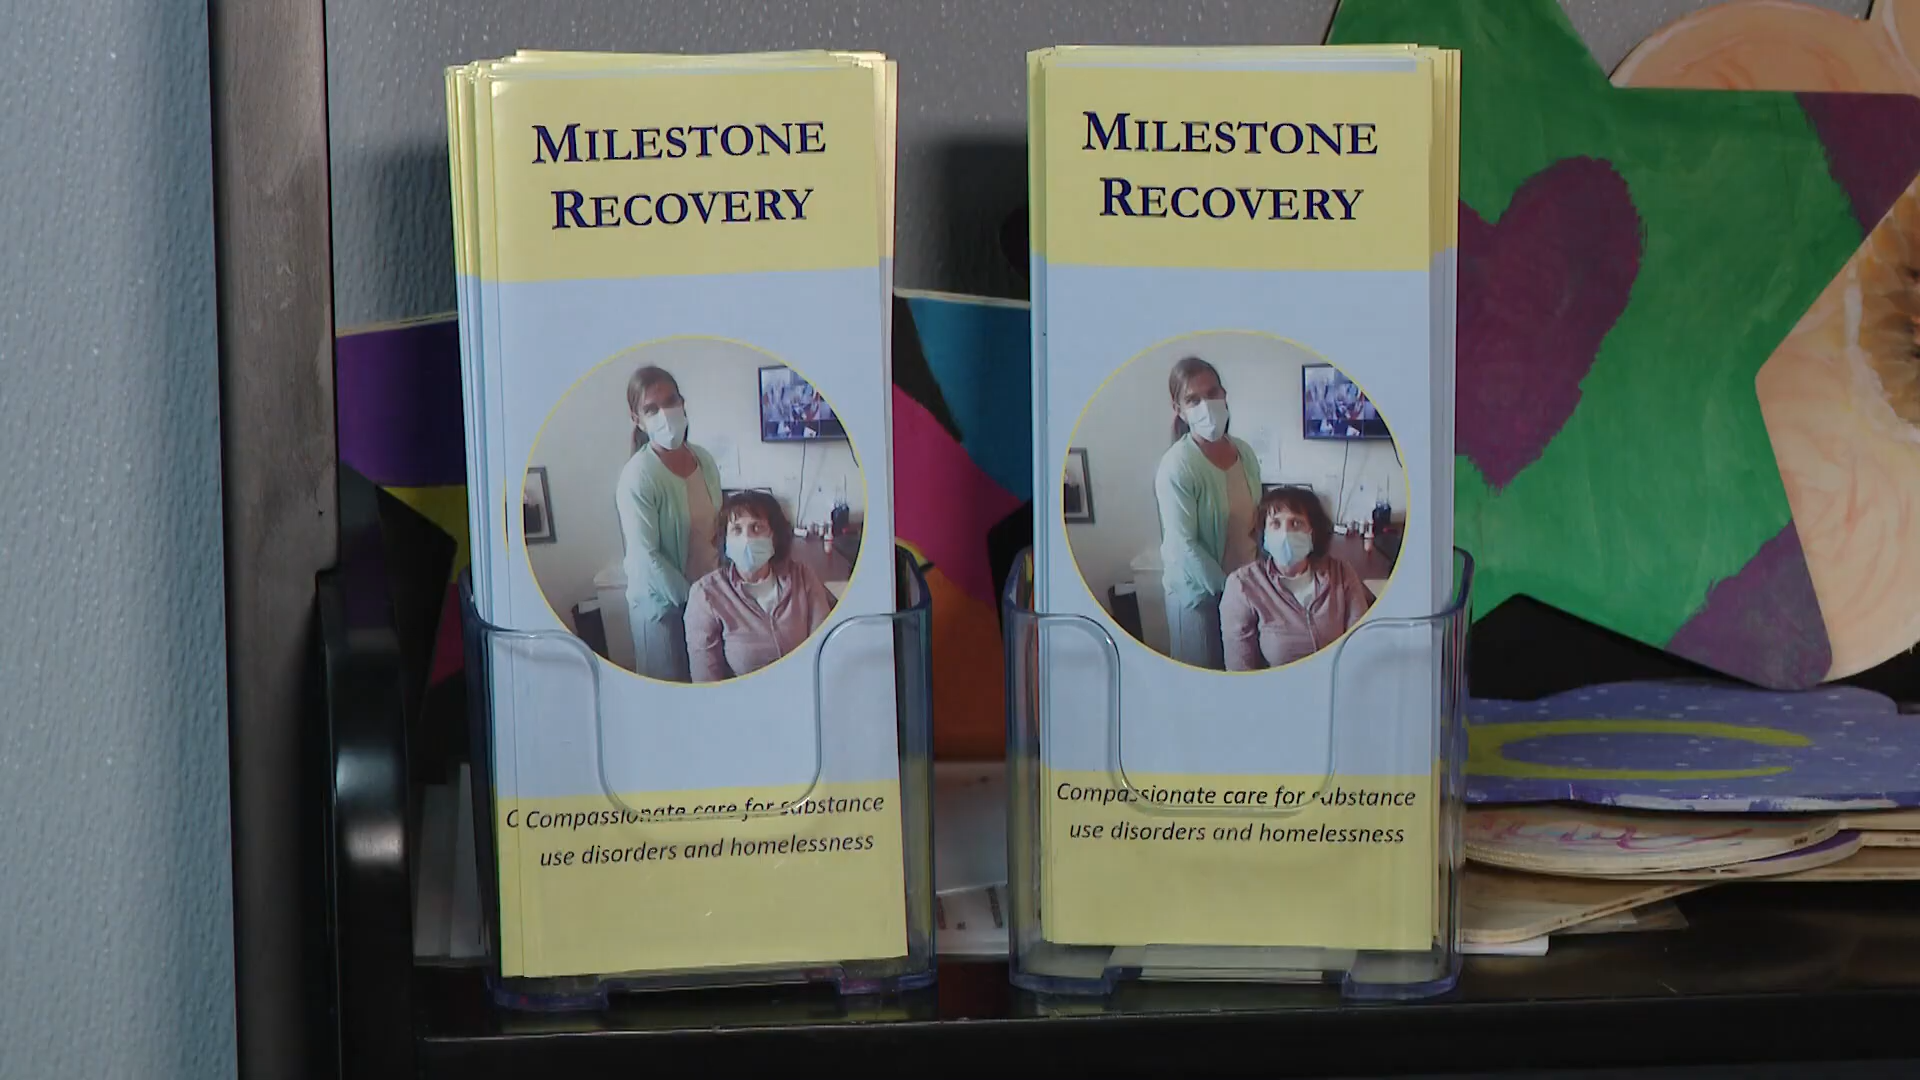 MILESTONE
RECOVERY
Compassionate care for substance
use disorders and homelessness
MILESTONE
RECOVERY
Compassionate care for substance
use disorders and homelessness